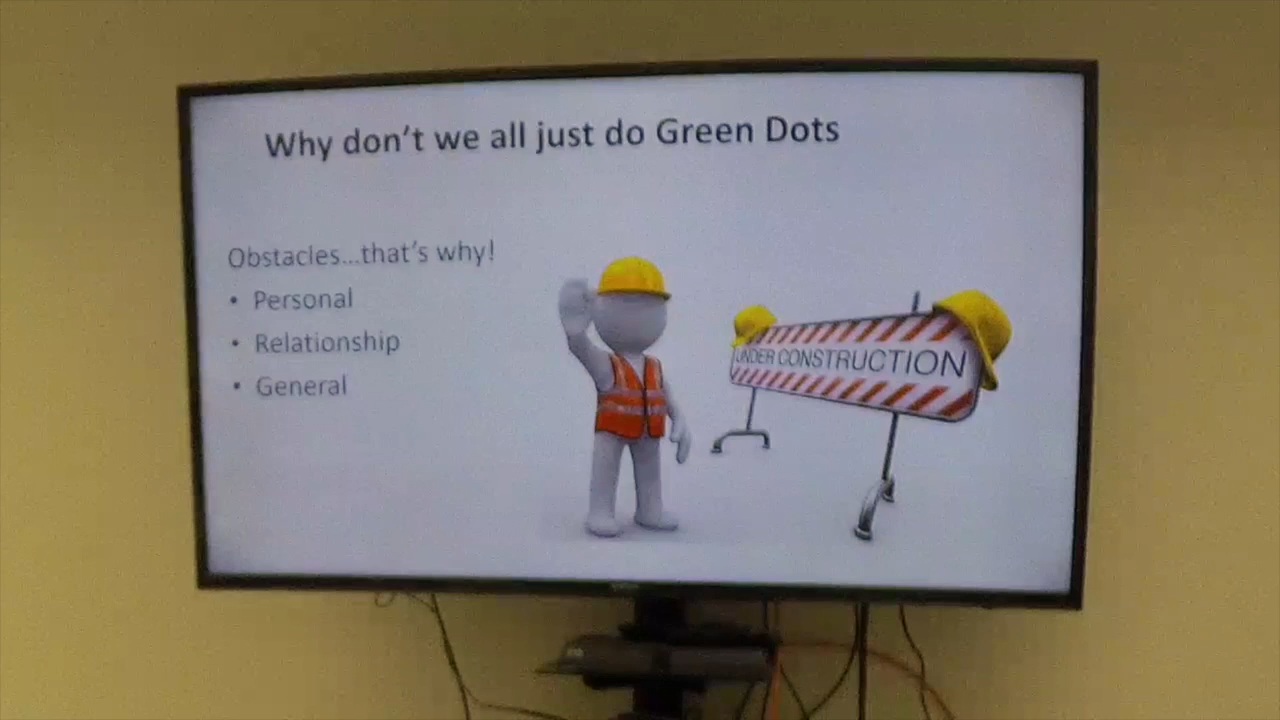 Why don't we all just do Green Dots
Obstacles...that's why!
• Personal
• Relationship
• General
UNDER CONSTRUCTION